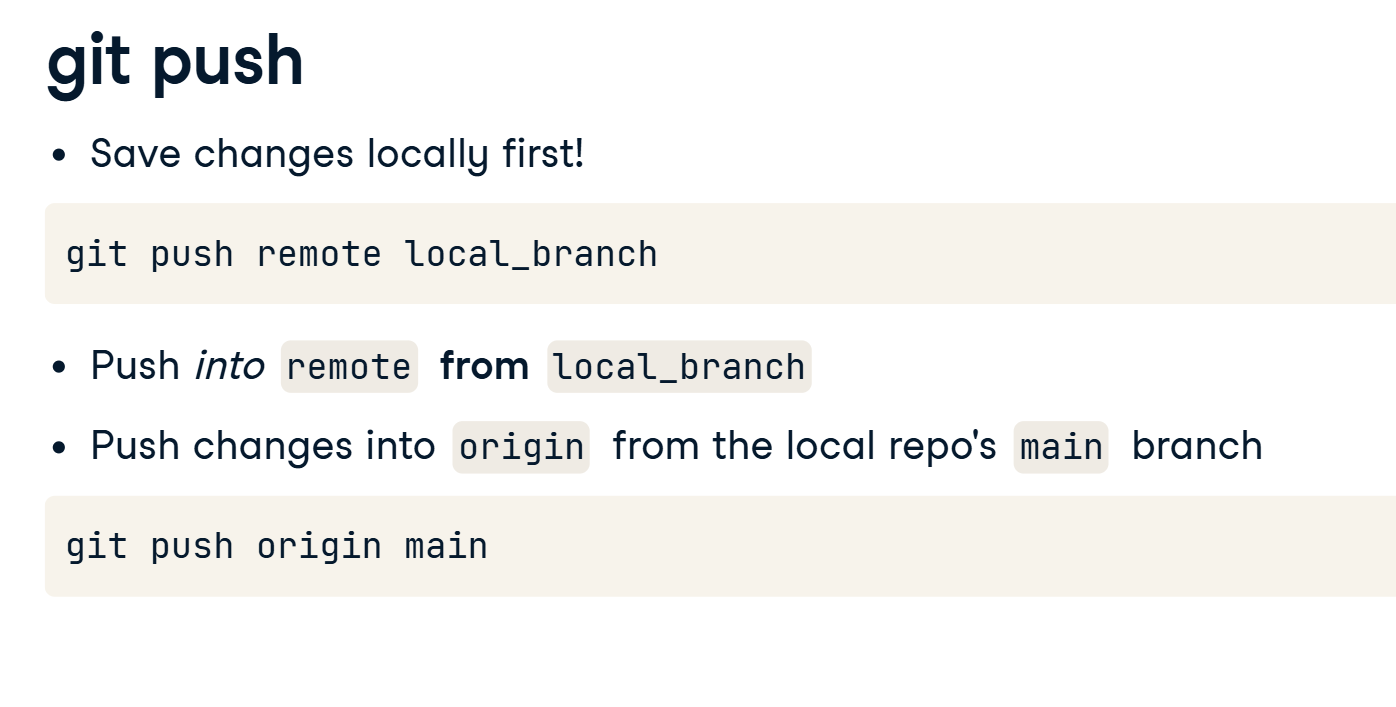 git push
• Save changes locally first!
git push remote local_branch
• Push into remote from local_branch
• Push changes into origin from the local repo's main branch
git push origin main